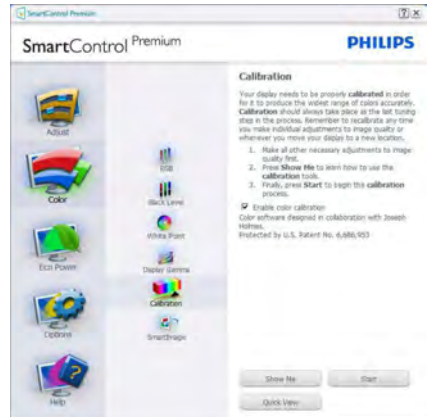 SmartControl Premium
SmartControl Premium
PHILIPS
Adjust
Color
Eco Power
Options
Help
RGB
Black Level
White Point
Display Gamma
Calibration
SmartImage
Calibration
Your display needs to be properly calibrated in order
for it to produce the widest range of colors accurately.
Calibration should always take place as the last tuning
step in the process. Remember to recalibrate any time
you make individual adjustments to image quality or
whenever you move your display to a new location.
1. Make all other necessary adjustments to image
quality first.
2. Press Show Me to learn how to use the
calibration tools.
3. Finally, press Start to begin the calibration
process.
Enable color calibration
Color software designed in collaboration with Joseph
Holmes.
Protected by U.S. Patent No. 6,686,953
Show Me
Start
Quick View